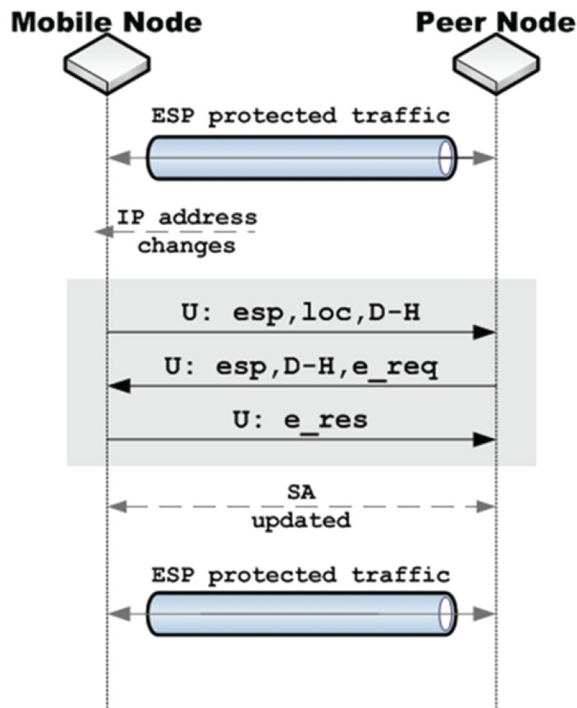 Mobile Node Peer Node
ESP protected traffic
IP address
changes
U: esp,loc,D-H
U: esp,D-H,e_req
U: e_res
SA
updated
ESP protected traffic